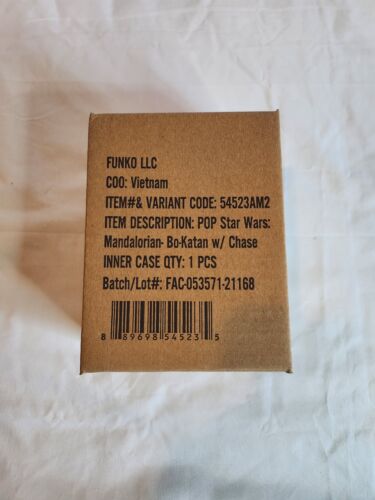 FUNKO LLC
COO: Vietnam
ITEM#& VARIANT CODE: 54523AM2
ITEM DESCRIPTION: POP Star Wars:
Mandalorian- Bo-Katan w/ Chase
INNER CASE QTY: 1 PCS
Batch/Lot#: FAC-053571-21168
8 89698 54523 5